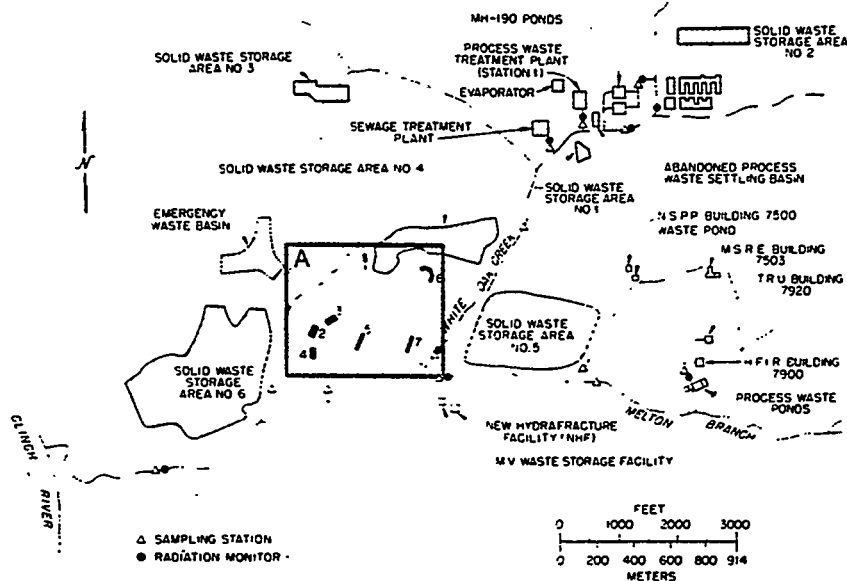 MH-190 PONDS
SOLID WASTE
STORAGE AREA
NO 2
SOLID WASTE STORAGE
AREA NO 3
PROCESS WASTE
TREATMENT PLANT
(STATION 1)
EVAPORATOR
SEWAGE TREATMENT
PLANT
N
SOLID WASTE STORAGE AREA NO 4
SOLID WASTE
STORAGE
AREA NO
ABANDONED PROCESS
WASTE SETTLING BASIN
EMERGENCY
WASTE BASIN
NSPP BUILDING 7500
WASTE POND
MSRE BUILDING
7503
TRU BUILDING
7920
A
6
WHITE OAK CREEK
3
2
4
7
SOLID WASTE
STORAGE AREA
NO.5
SOLID WASTE
STORAGE
AREA NO 6
HFIR BUILDING
7900
PROCESS WASTE
PONDS
MELTON
BRANCH
NEW HYDRAFRACTURE
FACILITY (NHF)
MV WASTE STORAGE FACILITY
CLINCH
RIVER
△ SAMPLING STATION
● RADIATION MONITOR
FEET
0 1000 2000 3000
0 200 400 600 800 914
METERS